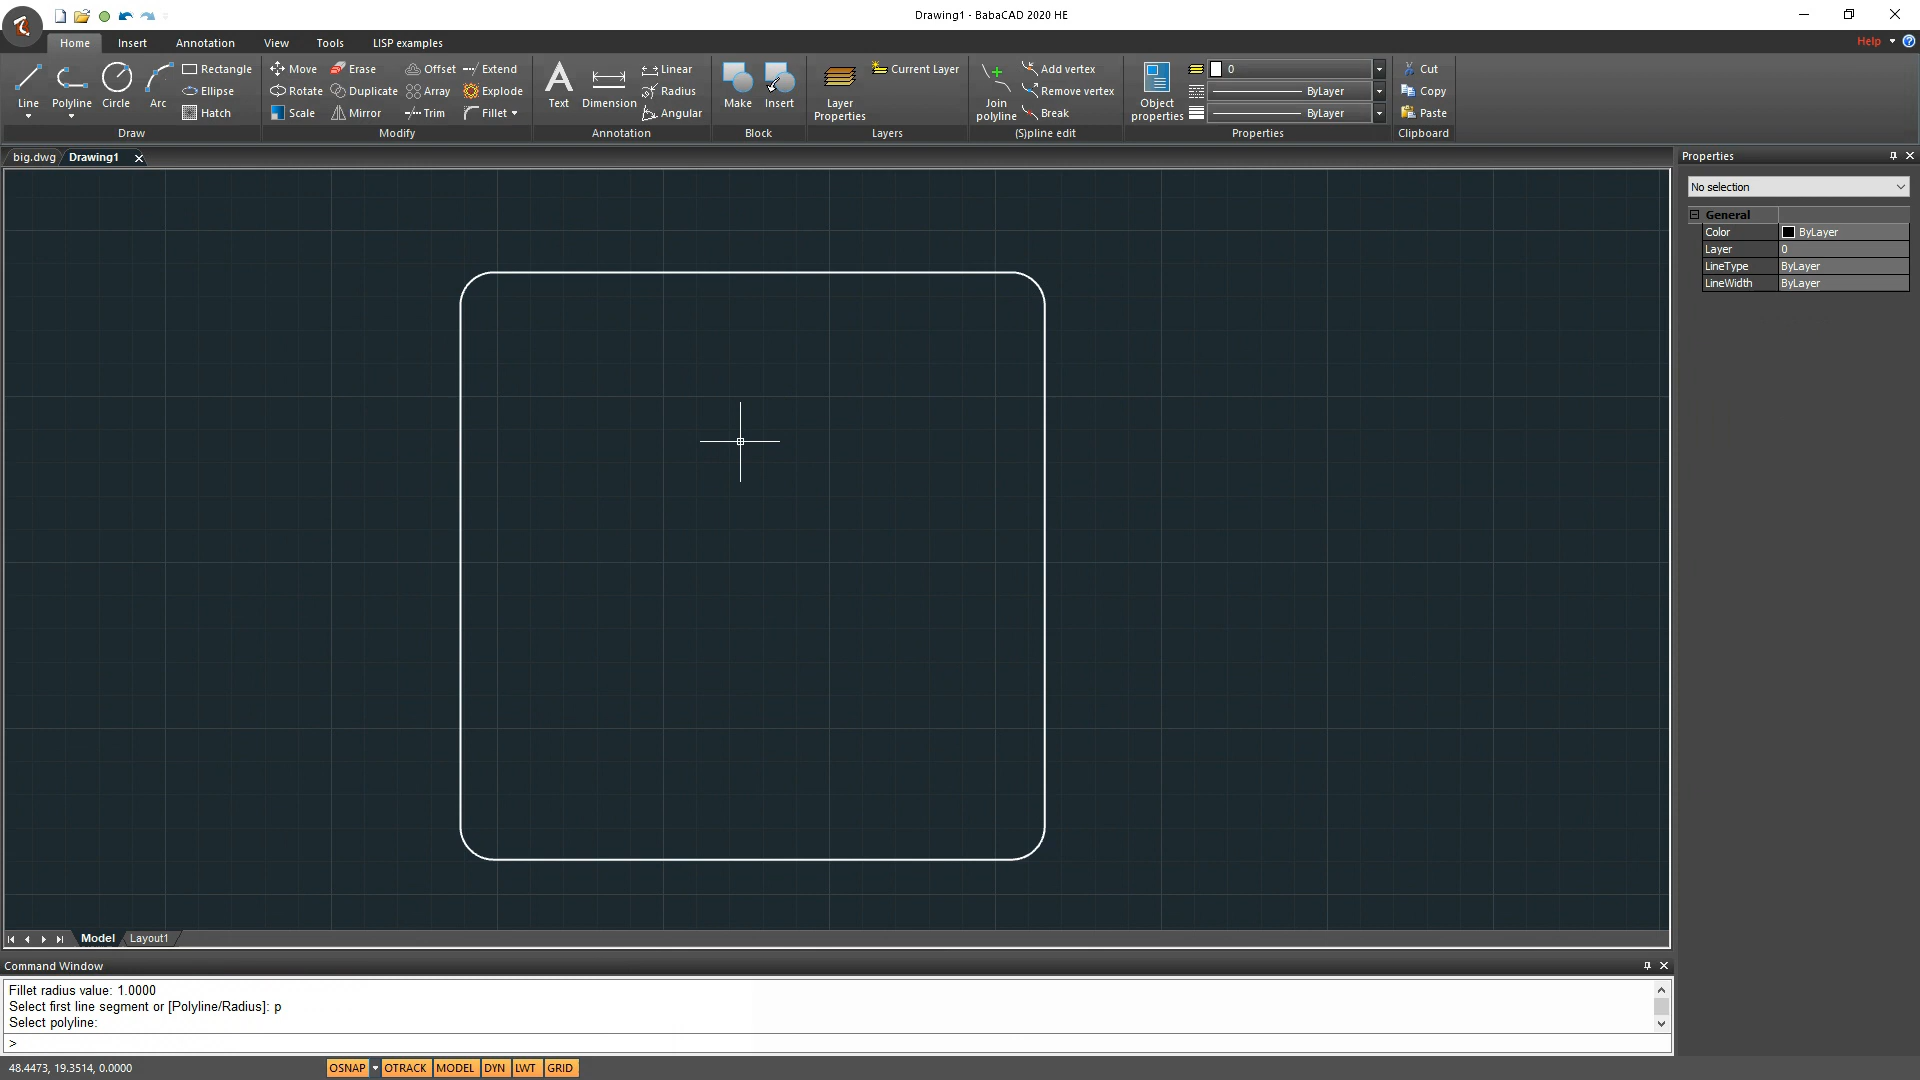 Drawing1 - BabaCAD 2020 HE
Home Insert Annotation View Tools LISP examples Help
Line Polyline Circle Arc Rectangle Ellipse Hatch
Draw
Move Erase Offset Extend
Rotate Duplicate Array Explode
Scale Mirror Trim Fillet
Modify
Text Dimension Linear Radius Angular
Annotation
Make Insert
Block
Layer Properties Current Layer
Layers
Join polyline Add vertex Remove vertex Break
(S)pline edit
Object properties 0 ByLayer ByLayer
Properties
Cut Copy Paste
Clipboard
big.dwg Drawing1
Properties
No selection
General
Color ByLayer
Layer 0
LineType ByLayer
LineWidth ByLayer
Model Layout1
Command Window
Fillet radius value: 1.0000
Select first line segment or [Polyline/Radius]: p
Select polyline:
>
48.4473, 19.3514, 0.0000 OSNAP OTRACK MODEL DYN LWT GRID